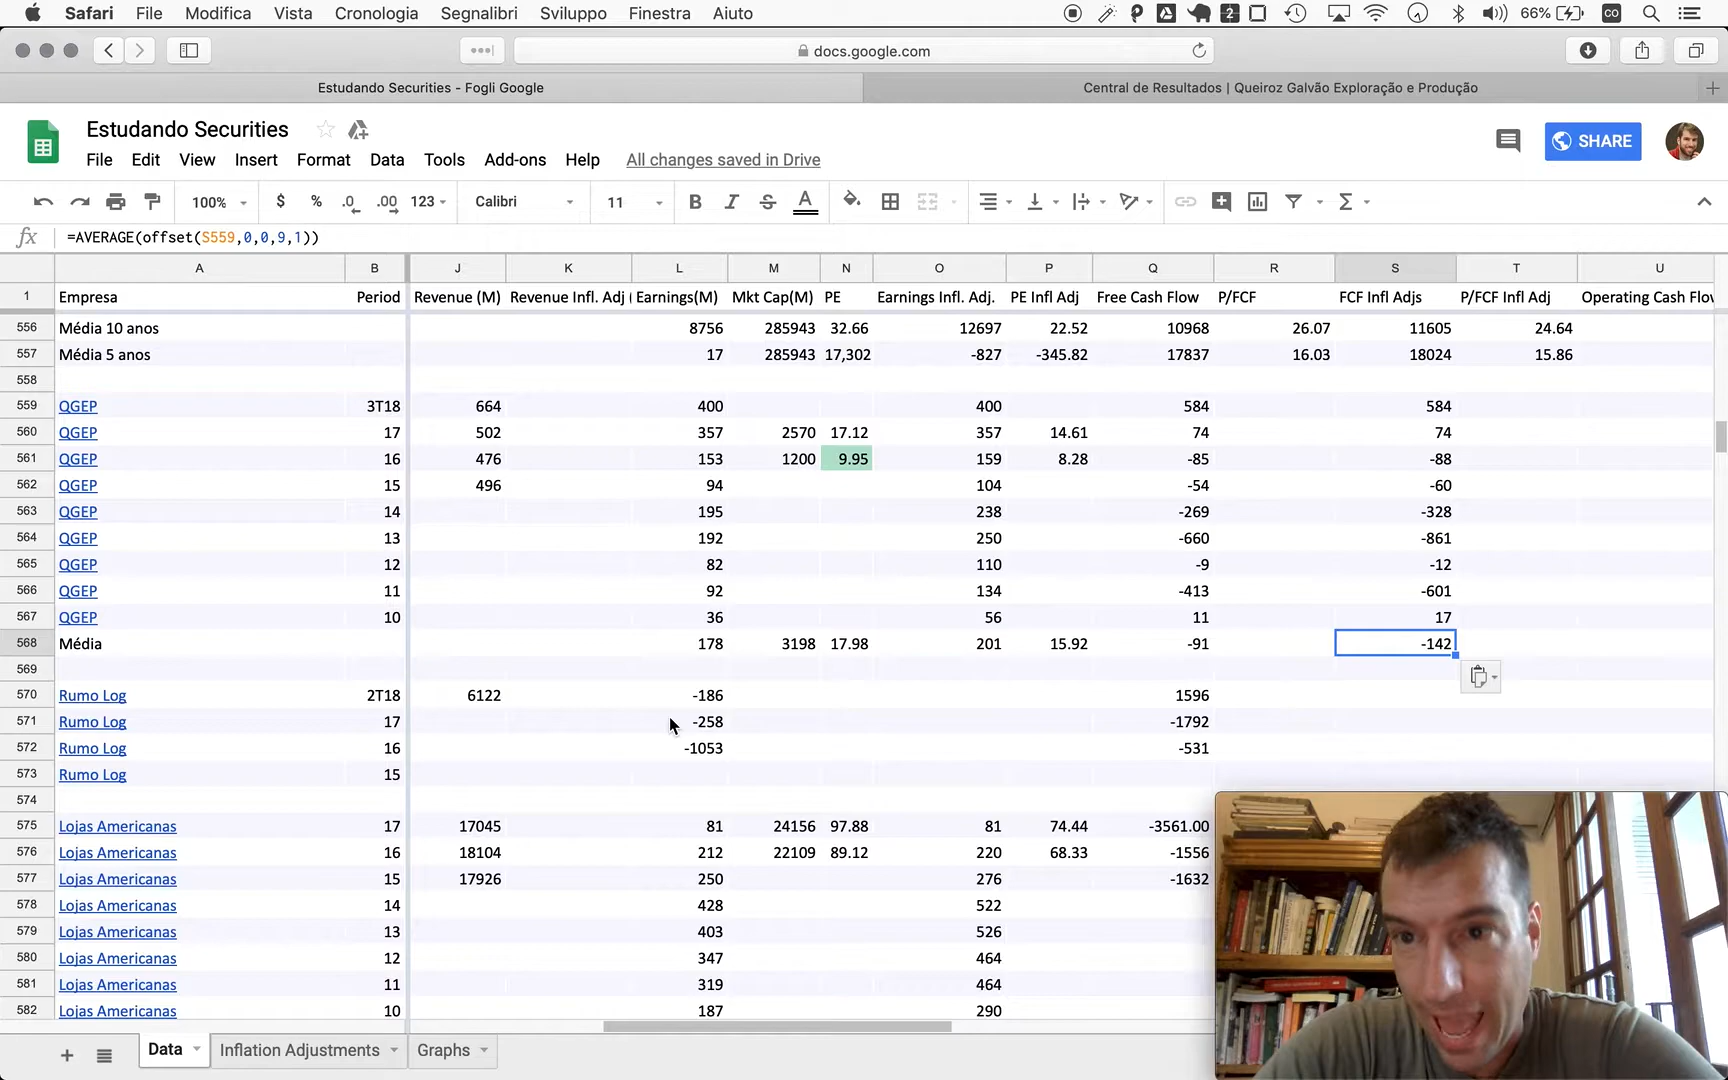 Safari File Modifica Vista Cronologia Segnalibri Sviluppo Finestra Aiuto 2 66% CO
docs.google.com
Estudando Securities - Fogli Google Central de Resultados | Queiroz Galvão Exploração e Produção
Estudando Securities
SHARE
File Edit View Insert Format Data Tools Add-ons Help All changes saved in Drive
100% $ % .0 .00 123 Calibri 11 B I S A Σ
fx =AVERAGE(offset(S559,0,0,9,1))
A B J K L M N O P Q R S T U
1 Empresa Period Revenue (M) Revenue Infl. Adj ( Earnings(M) Mkt Cap(M) PE Earnings Infl. Adj. PE Infl Adj Free Cash Flow P/FCF FCF Infl Adjs P/FCF Infl Adj Operating Cash Flow
556 Média 10 anos 8756 285943 32.66 12697 22.52 10968 26.07 11605 24.64
557 Média 5 anos 17 285943 17,302 -827 -345.82 17837 16.03 18024 15.86
558
559 QGEP 3T18 664 400 400 584 584
560 QGEP 17 502 357 2570 17.12 357 14.61 74 74
561 QGEP 16 476 153 1200 9.95 159 8.28 -85 -88
562 QGEP 15 496 94 104 -54 -60
563 QGEP 14 195 238 -269 -328
564 QGEP 13 192 250 -660 -861
565 QGEP 12 82 110 -9 -12
566 QGEP 11 92 134 -413 -601
567 QGEP 10 36 56 11 17
568 Média 178 3198 17.98 201 15.92 -91 -142
569
570 Rumo Log 2T18 6122 -186 1596
571 Rumo Log 17 -258 -1792
572 Rumo Log 16 -1053 -531
573 Rumo Log 15
574
575 Lojas Americanas 17 17045 81 24156 97.88 81 74.44 -3561.00
576 Lojas Americanas 16 18104 212 22109 89.12 220 68.33 -1556
577 Lojas Americanas 15 17926 250 276 -1632
578 Lojas Americanas 14 428 522
579 Lojas Americanas 13 403 526
580 Lojas Americanas 12 347 464
581 Lojas Americanas 11 319 464
582 Lojas Americanas 10 187 290
+ Data Inflation Adjustments Graphs